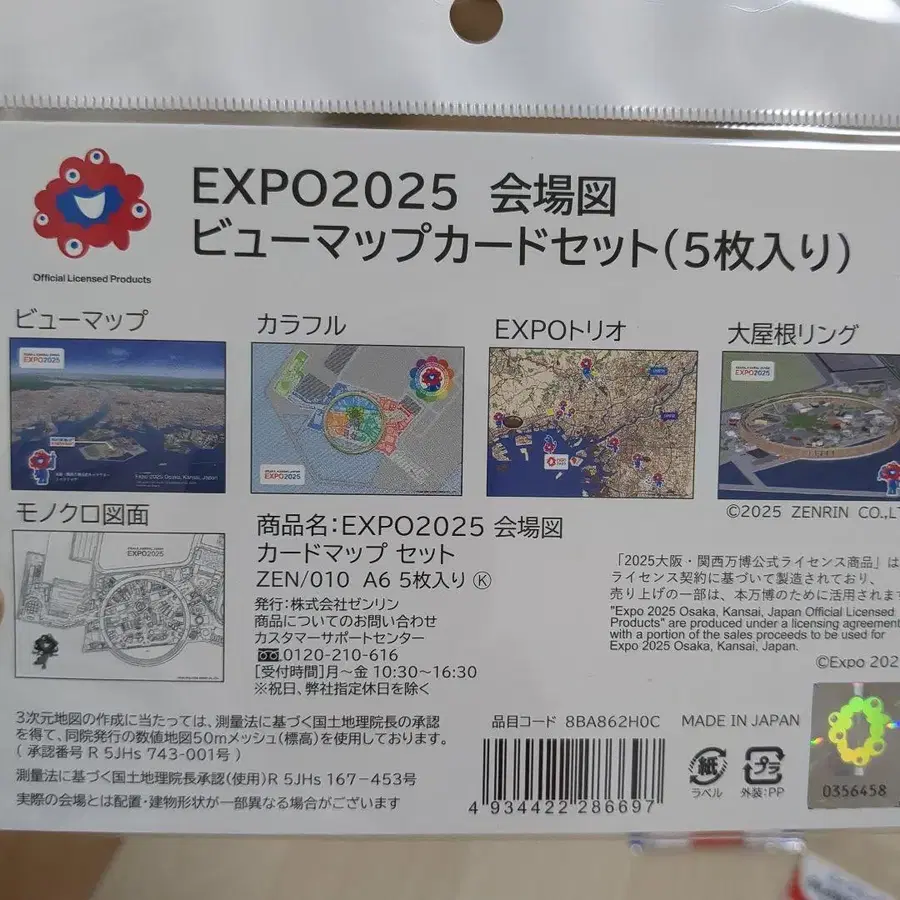 EXPO2025 会場図
ビューマップカードセット(5枚入り)
Official Licensed Products
ビューマップ
カラフル
EXPOトリオ
大屋根リング
EXPO2025
EXPO2025
EXPO2025
Expo 2025 Osaka, Kansai, Japan
©2025 ZENRIN CO.,LT
モノクロ図面
EXPO2025
商品名:EXPO2025 会場図
カードマップ セット
ZEN/010 A6 5枚入り Ⓚ
発行:株式会社ゼンリン
商品についてのお問い合わせ
カスタマーサポートセンター
0120-210-616
[受付時間]月~金 10:30~16:30
※祝日、弊社指定休日を除く
「2025大阪・関西万博公式ライセンス商品」は
ライセンス契約に基づいて製造されており、
売り上げの一部は、本万博のために活用されます
"Expo 2025 Osaka, Kansai, Japan Official Licensed
Products" are produced under a licensing agreement
with a portion of the sales proceeds to be used for
Expo 2025 Osaka, Kansai, Japan.
©Expo 202
3次元地図の作成に当たっては、測量法に基づく国土地理院長の承認
を得て、同院発行の数値地図50mメッシュ(標高)を使用しております。
( 承認番号 R 5JHs 743-001号 )
測量法に基づく国土地理院長承認(使用)R 5JHs 167-453号
実際の会場とは配置・建物形状が一部異なる場合がございます
品目コード 8BA862H0C MADE IN JAPAN
4 934422 286697
紙
ラベル
プラ
外装:PP
0356458